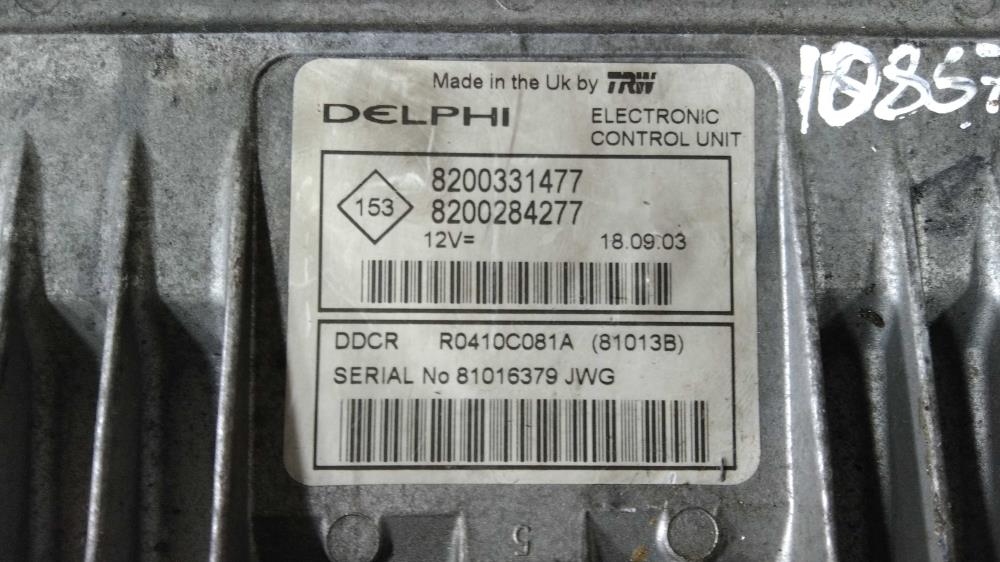 Made in the Uk by TRW
DELPHI
ELECTRONIC
CONTROL UNIT
153
8200331477
8200284277
12V= 18.09.03
DDCR R0410C081A (81013B)
SERIAL No 81016379 JWG
5